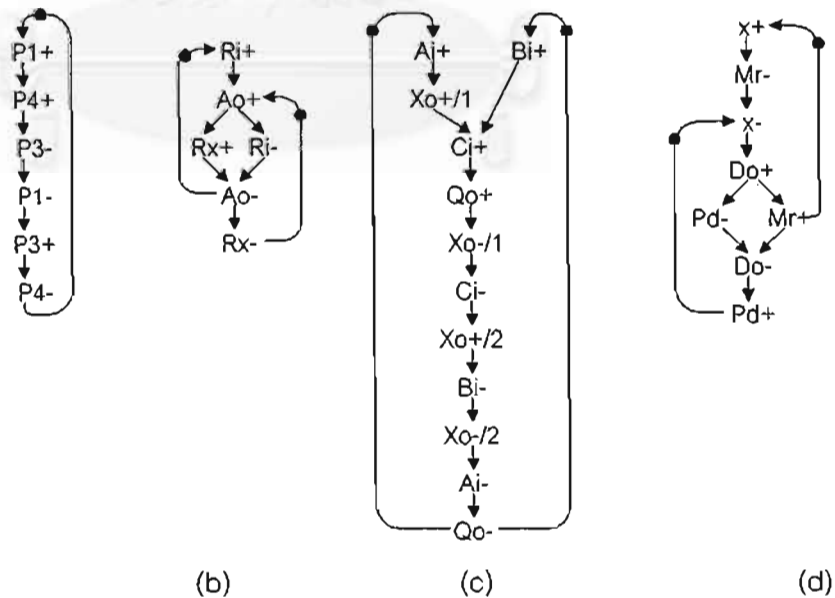 P1+
P4+
P3-
P1-
P3+
P4-
Ri+
Ao+
Rx+ Ri-
Ao-
Rx-
Ai+ Bi+
Xo+/1
Ci+
Qo+
Xo-/1
Ci-
Xo+/2
Bi-
Xo-/2
Ai-
Qo-
x+
Mr-
x-
Do+
Pd- Mr+
Do-
Pd+
(b) (c) (d)